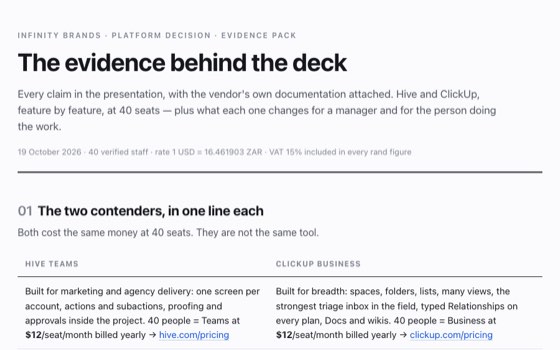 INFINITY BRANDS · PLATFORM DECISION · EVIDENCE PACK
The evidence behind the deck
Every claim in the presentation, with the vendor's own documentation attached. Hive and ClickUp,
feature by feature, at 40 seats — plus what each one changes for a manager and for the person doing
the work.
19 October 2026 · 40 verified staff · rate 1 USD = 16.461903 ZAR · VAT 15% included in every rand figure
01 The two contenders, in one line each
Both cost the same money at 40 seats. They are not the same tool.
HIVE TEAMS
Built for marketing and agency delivery: one screen per
account, actions and subactions, proofing and
approvals inside the project. 40 people = Teams at
$12/seat/month billed yearly → hive.com/pricing
CLICKUP BUSINESS
Built for breadth: spaces, folders, lists, many views, the
strongest triage inbox in the field, typed Relationships on
every plan, Docs and wikis. 40 people = Business at
$12/seat/month billed yearly → clickup.com/pricing